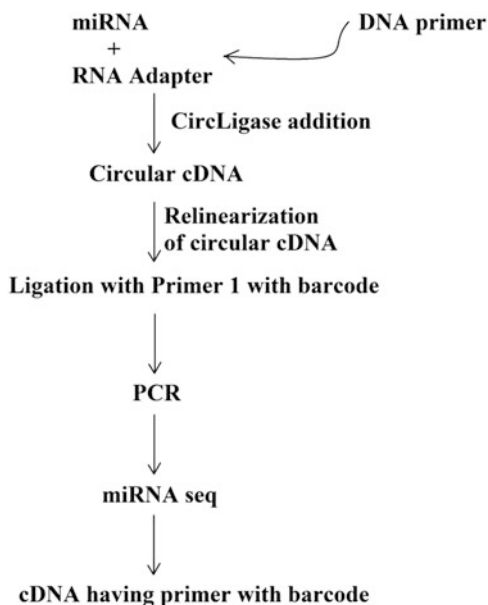 miRNA
DNA primer
+
RNA Adapter
CircLigase addition
Circular cDNA
Relinearization
of circular cDNA
Ligation with Primer 1 with barcode
PCR
miRNA seq
cDNA having primer with barcode